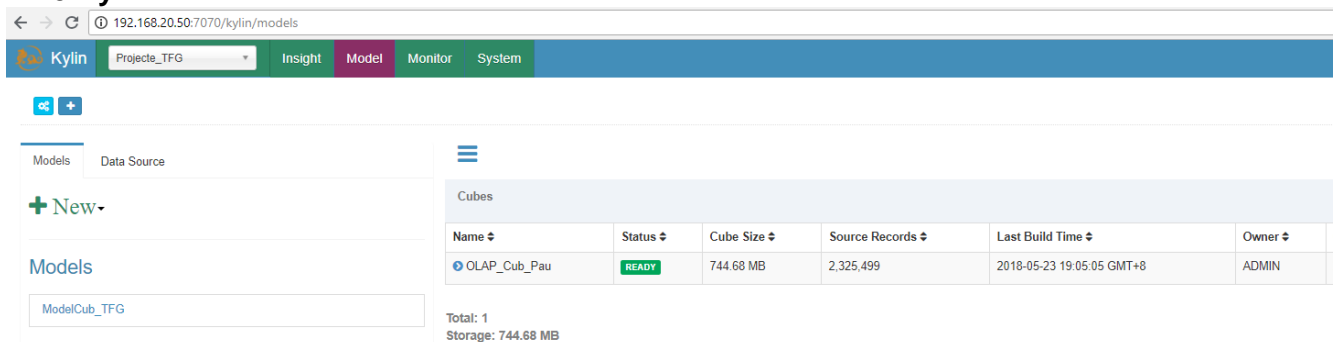 192.168.20.50:7070/kylin/models
Kylin Projecte_TFG Insight Model Monitor System
Models Data Source
New
Cubes
Name Status Cube Size Source Records Last Build Time Owner
Models
OLAP_Cub_Pau READY 744.68 MB 2,325,499 2018-05-23 19:05:05 GMT+8 ADMIN
ModelCub_TFG
Total: 1
Storage: 744.68 MB